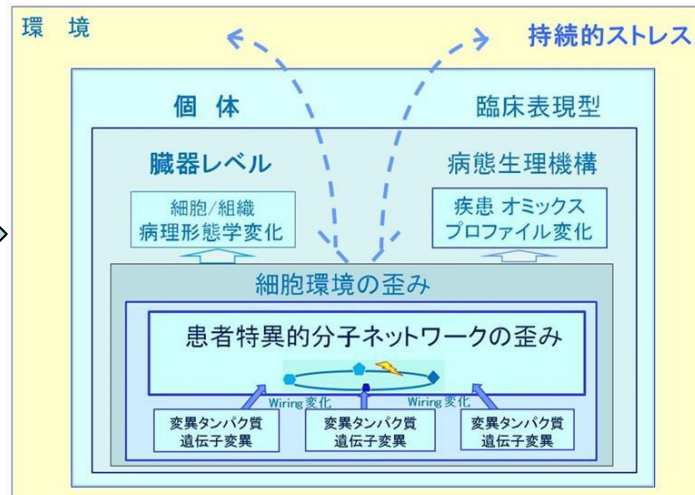 環 境
持続的ストレス
個 体
臨床表現型
臓器レベル
病態生理機構
細胞/組織
病理形態学変化
疾患 オミックス
プロファイル変化
細胞環境の歪み
患者特異的分子ネットワークの歪み
Wiring 変化
Wiring 変化
変異タンパク質
遺伝子変異
変異タンパク質
遺伝子変異
変異タンパク質
遺伝子変異